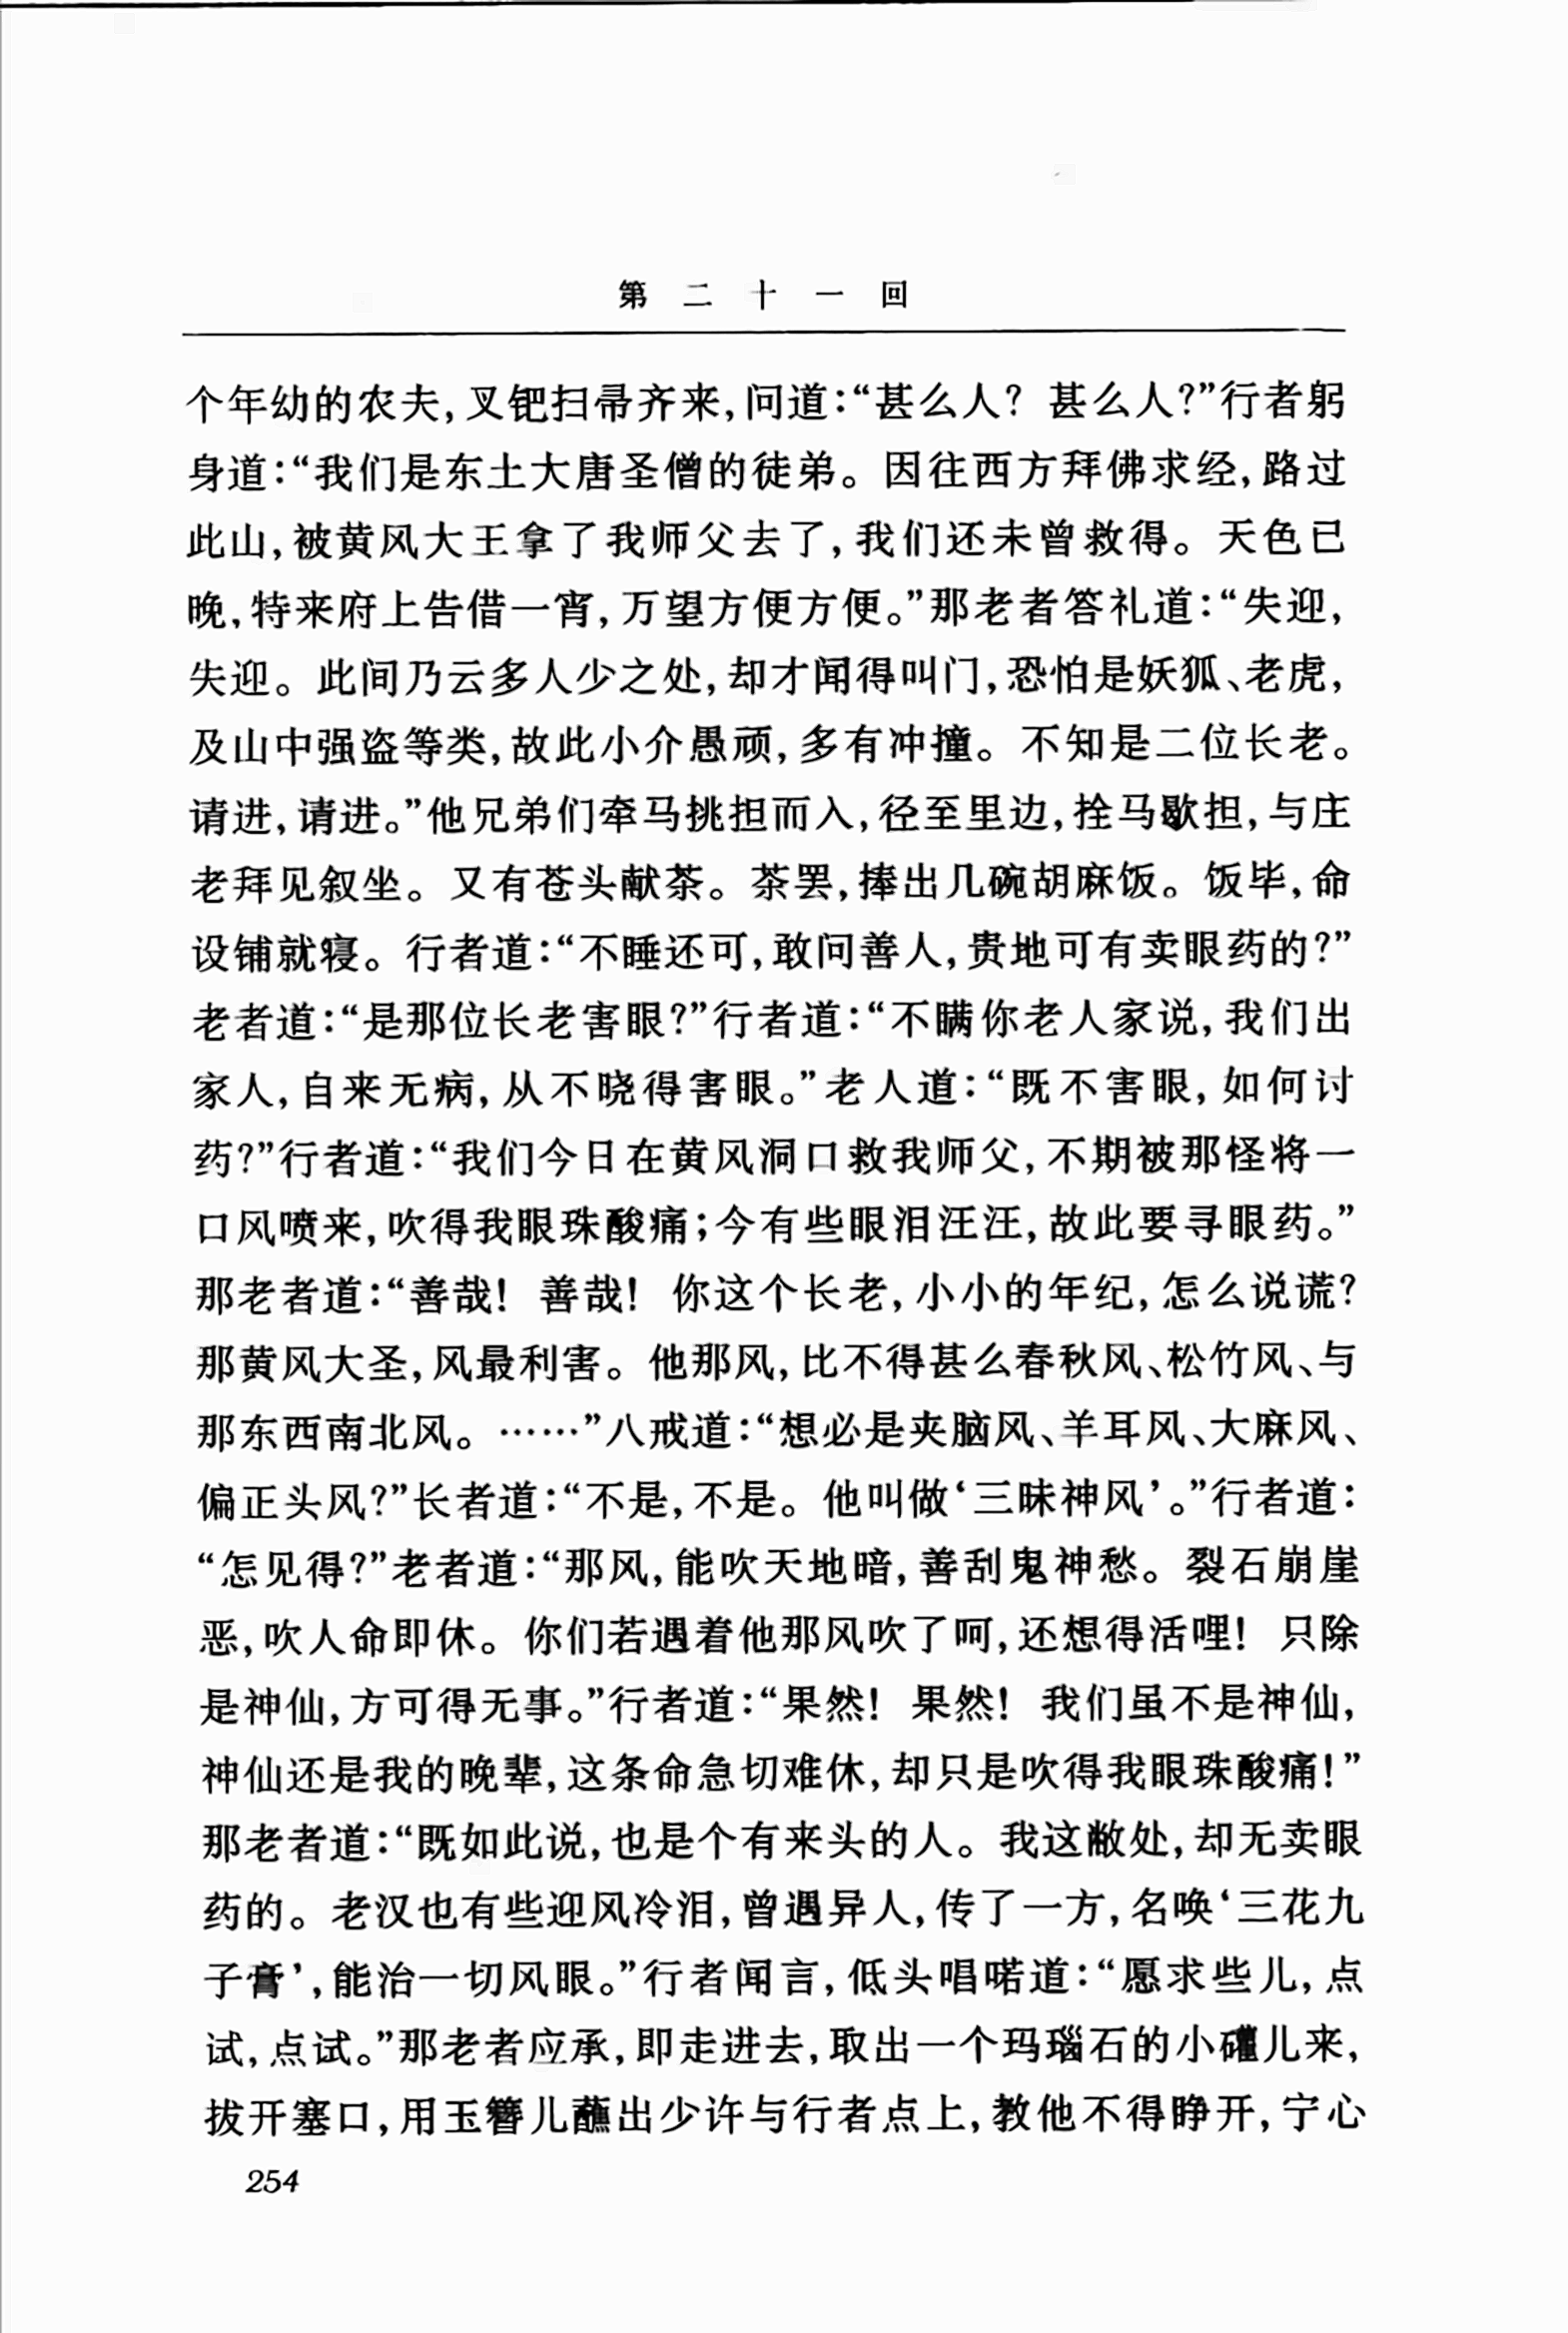 第二十一回
个年幼的农夫,叉钯扫帚齐来,问道:“甚么人? 甚么人?”行者躬
身道:“我们是东土大唐圣僧的徒弟。因往西方拜佛求经,路过
此山,被黄风大王拿了我师父去了,我们还未曾救得。天色已
晚,特来府上告借一宵,万望方便方便。”那老者答礼道:“失迎,
失迎。此间乃云多人少之处,却才闻得叫门,恐怕是妖狐、老虎,
及山中强盗等类,故此小介愚顽,多有冲撞。不知是二位长老。
请进,请进。”他兄弟们牵马挑担而入,径至里边,拴马歇担,与庄
老拜见叙坐。又有苍头献茶。茶罢,捧出几碗胡麻饭。饭毕,命
设铺就寝。行者道:“不睡还可,敢问善人,贵地可有卖眼药的?”
老者道:“是那位长老害眼?”行者道:“不瞒你老人家说,我们出
家人,自来无病,从不晓得害眼。”老人道:“既不害眼,如何讨
药?”行者道:“我们今日在黄风洞口救我师父,不期被那怪将一
口风喷来,吹得我眼珠酸痛;今有些眼泪汪汪,故此要寻眼药。”
那老者道:“善哉! 善哉! 你这个长老,小小的年纪,怎么说谎?
那黄风大圣,风最利害。他那风,比不得甚么春秋风、松竹风、与
那东西南北风。……”八戒道:“想必是夹脑风、羊耳风、大麻风、
偏正头风?”长者道:“不是,不是。他叫做‘三昧神风’。”行者道:
“怎见得?”老者道:“那风,能吹天地暗,善刮鬼神愁。裂石崩崖
恶,吹人命即休。你们若遇着他那风吹了呵,还想得活哩! 只除
是神仙,方可得无事。”行者道:“果然! 果然! 我们虽不是神仙,
神仙还是我的晚辈,这条命急切难休,却只是吹得我眼珠酸痛!”
那老者道:“既如此说,也是个有来头的人。我这敝处,却无卖眼
药的。老汉也有些迎风冷泪,曾遇异人,传了一方,名唤‘三花九
子膏’,能治一切风眼。”行者闻言,低头唱喏道:“愿求些儿,点
试,点试。”那老者应承,即走进去,取出一个玛瑙石的小礶儿来,
拔开塞口,用玉簪儿蘸出少许与行者点上,教他不得睁开,宁心
254